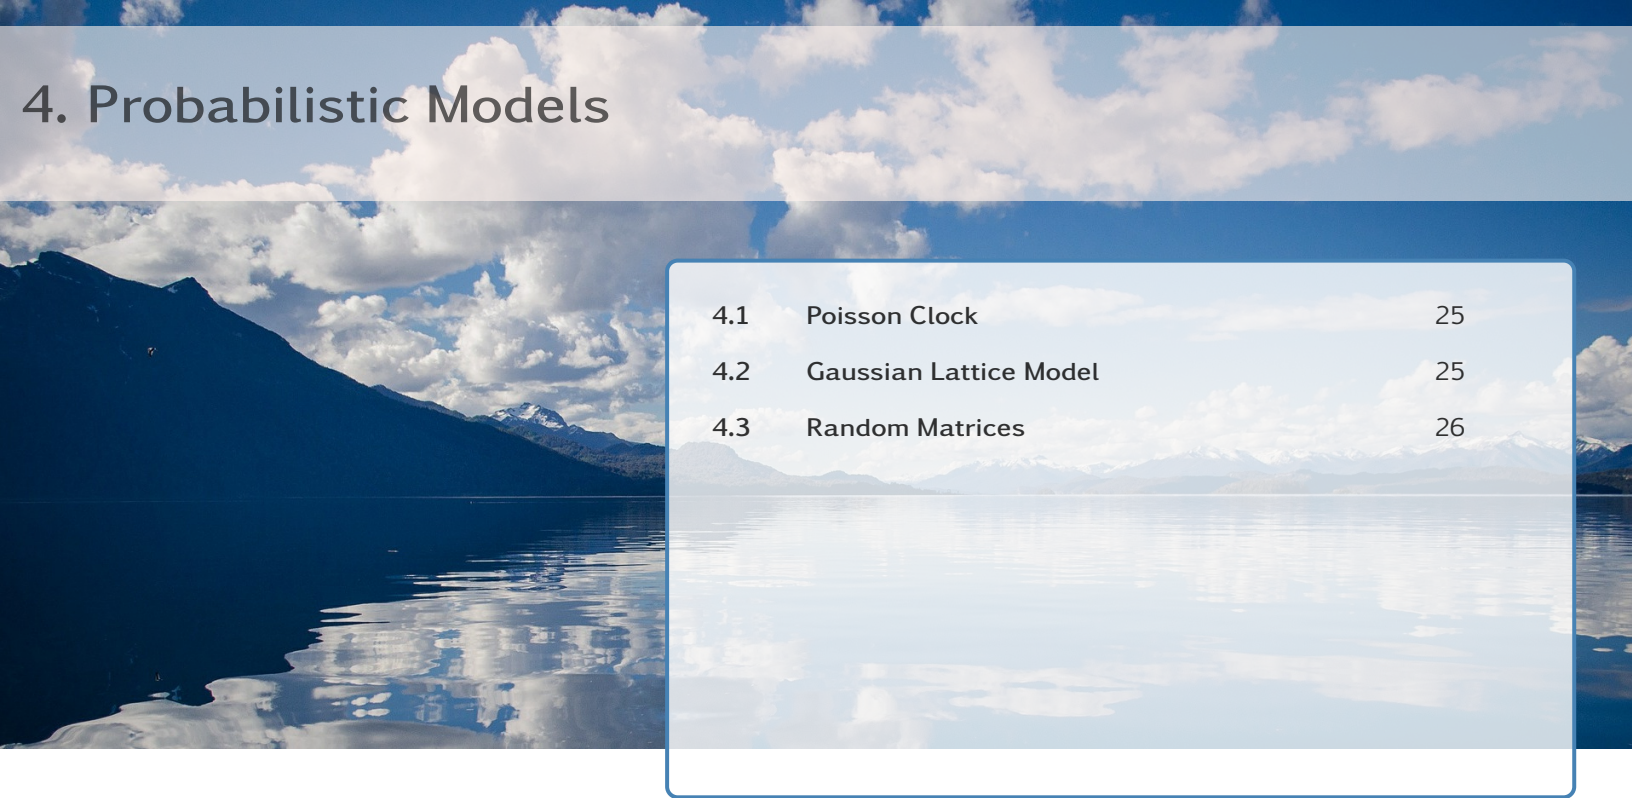 4. Probabilistic Models
4.1 Poisson Clock 25
4.2 Gaussian Lattice Model 25
4.3 Random Matrices 26